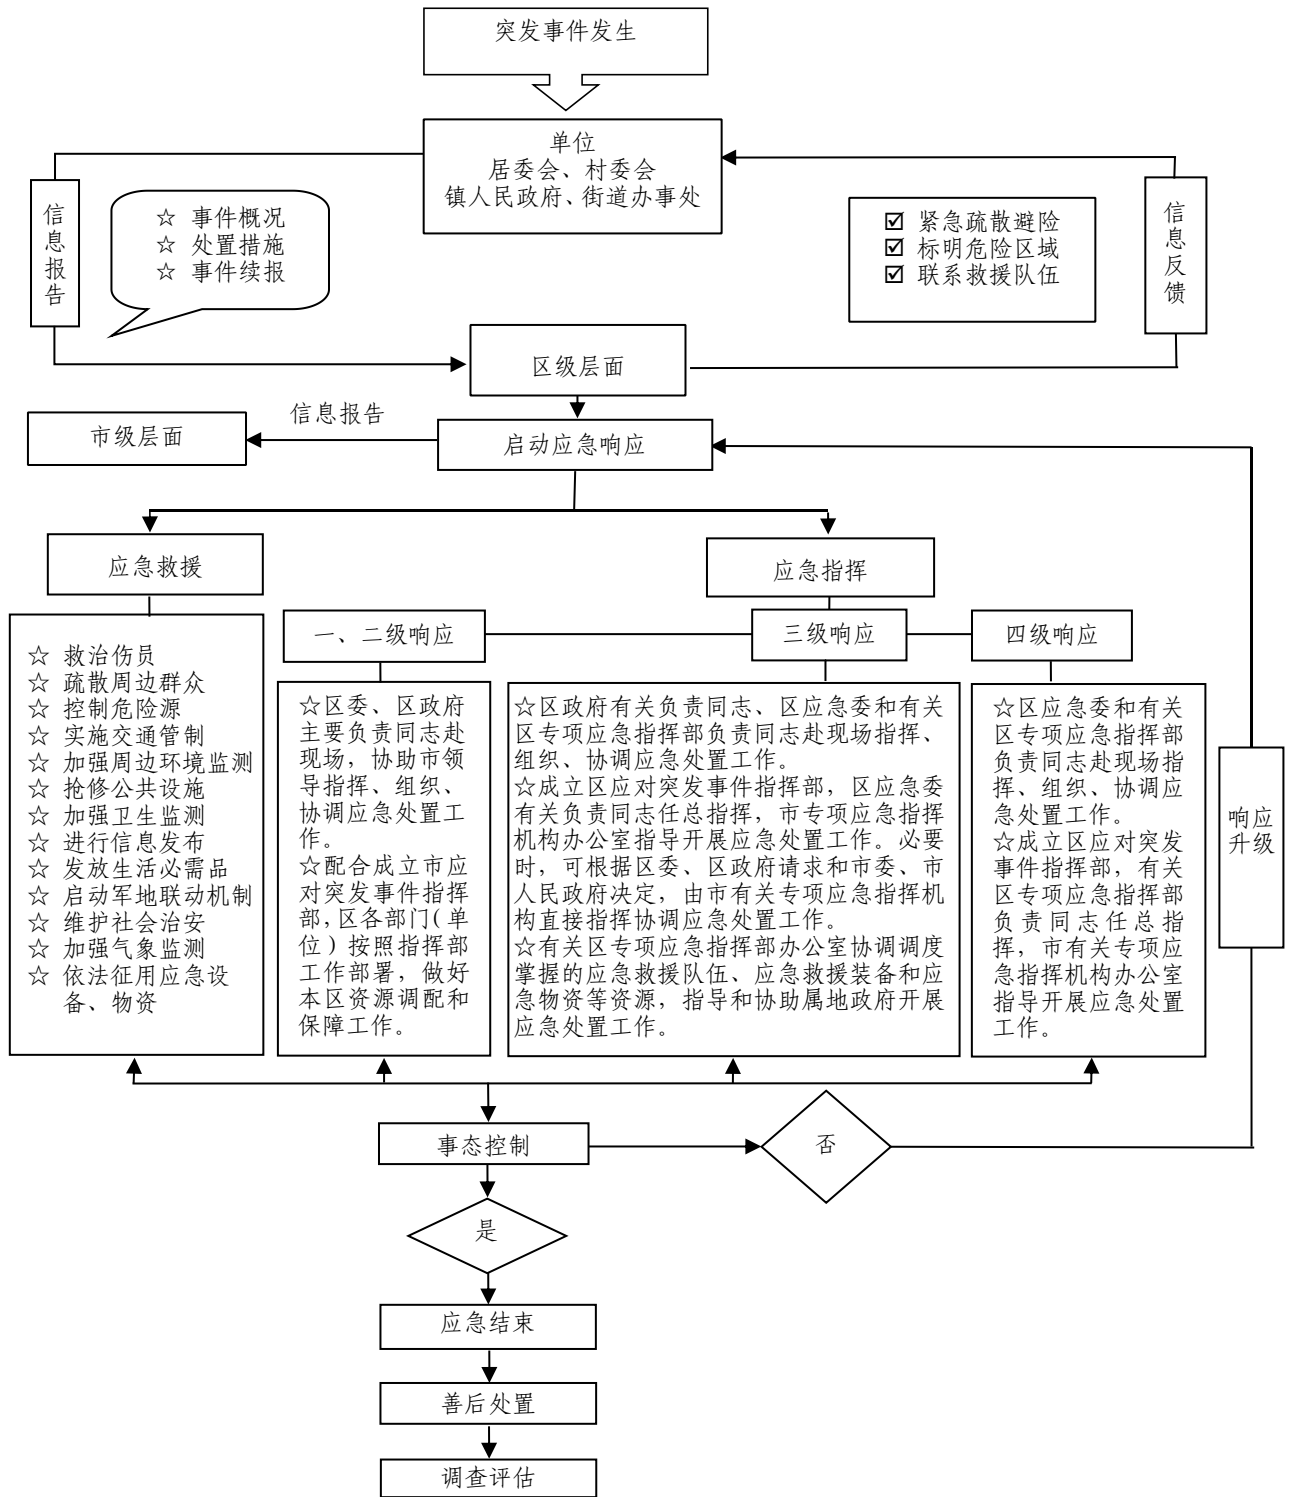 突发事件发生
单位
居委会、村委会
镇人民政府、街道办事处
信息报告
☆ 事件概况
☆ 处置措施
☆ 事件续报
☑ 紧急疏散避险
☑ 标明危险区域
☑ 联系救援队伍
信息反馈
区级层面
市级层面
信息报告
启动应急响应
应急救援
应急指挥
一、二级响应
三级响应
四级响应
☆ 救治伤员
☆ 疏散周边群众
☆ 控制危险源
☆ 实施交通管制
☆ 加强周边环境监测
☆ 抢修公共设施
☆ 加强卫生监测
☆ 进行信息发布
☆ 发放生活必需品
☆ 启动军地联动机制
☆ 维护社会治安
☆ 加强气象监测
☆ 依法征用应急设
备、物资
☆区委、区政府
主要负责同志赴
现场，协助市领
导指挥、组织、
协调应急处置工
作。
☆配合成立市应
对突发事件指挥
部，区各部门（单
位）按照指挥部
工作部署，做好
本区资源调配和
保障工作。
☆区政府有关负责同志、区应急委和有关
区专项应急指挥部负责同志赴现场指挥、
组织、协调应急处置工作。
☆成立区应对突发事件指挥部，区应急委
有关负责同志任总指挥，市专项应急指挥
机构办公室指导开展应急处置工作。必要
时，可根据区委、区政府请求和市委、市
人民政府决定，由市有关专项应急指挥机
构直接指挥协调应急处置工作。
☆有关区专项应急指挥部办公室协调调度
掌握的应急救援队伍、应急救援装备和应
急物资等资源，指导和协助属地政府开展
应急处置工作。
☆区应急委和有关
区专项应急指挥部
负责同志赴现场指
挥、组织、协调应
急处置工作。
☆成立区应对突发
事件指挥部，有关
区专项应急指挥部
负责同志任总指
挥，市有关专项应
急指挥机构办公室
指导开展应急处置
工作。
响应
升级
事态控制
否
是
应急结束
善后处置
调查评估